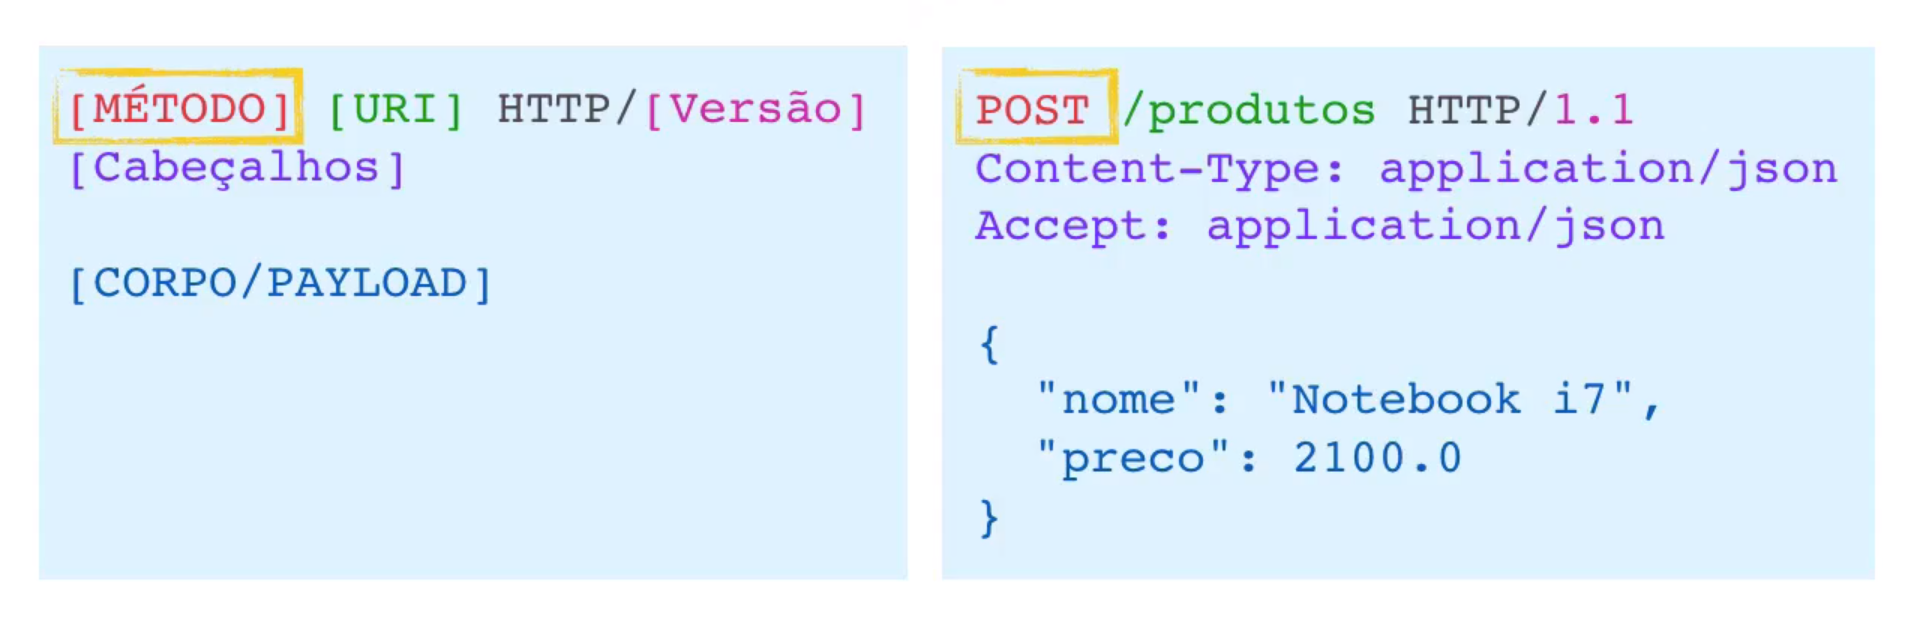 [MÉTODO] [URI] HTTP/[Versão]
[Cabeçalhos]
[CORPO/PAYLOAD]
POST /produtos HTTP/1.1
Content-Type: application/json
Accept: application/json
{
"nome": "Notebook i7",
"preco": 2100.0
}